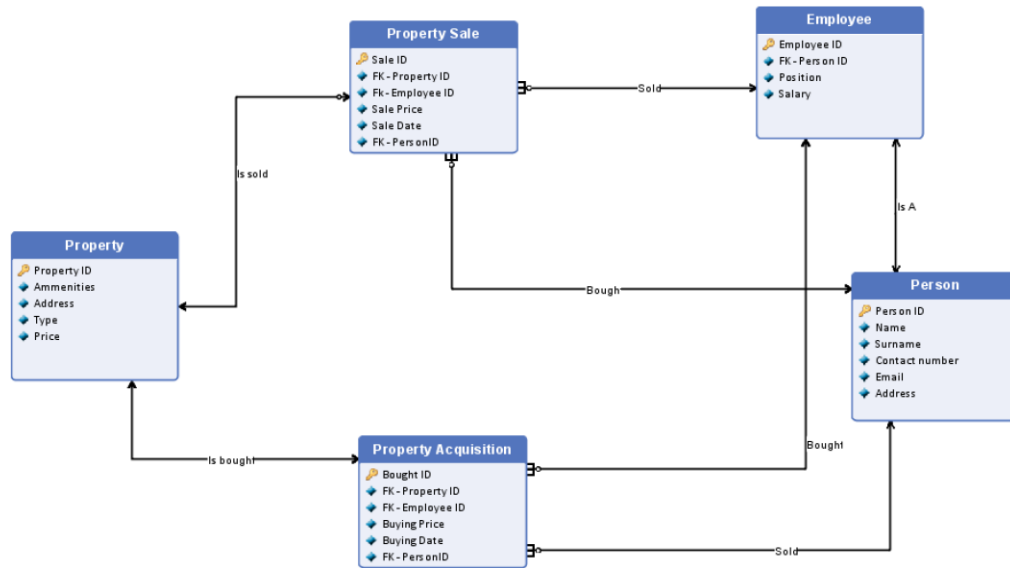 Property Sale
Sale ID
FK-Property ID
Fk-Employee ID
Sale Price
Sale Date
FK-PersonID
Employee
Employee ID
FK-Person ID
Position
Salary
Sold
Is sold
Is A
Property
Property ID
Ammenities
Address
Type
Price
Bough
Person
Person ID
Name
Surname
Contact number
Email
Address
Is bought
Property Acquisition
Bought ID
FK-Property ID
FK-Employee ID
Buying Price
Buying Date
FK-PersonID
Bought
Sold